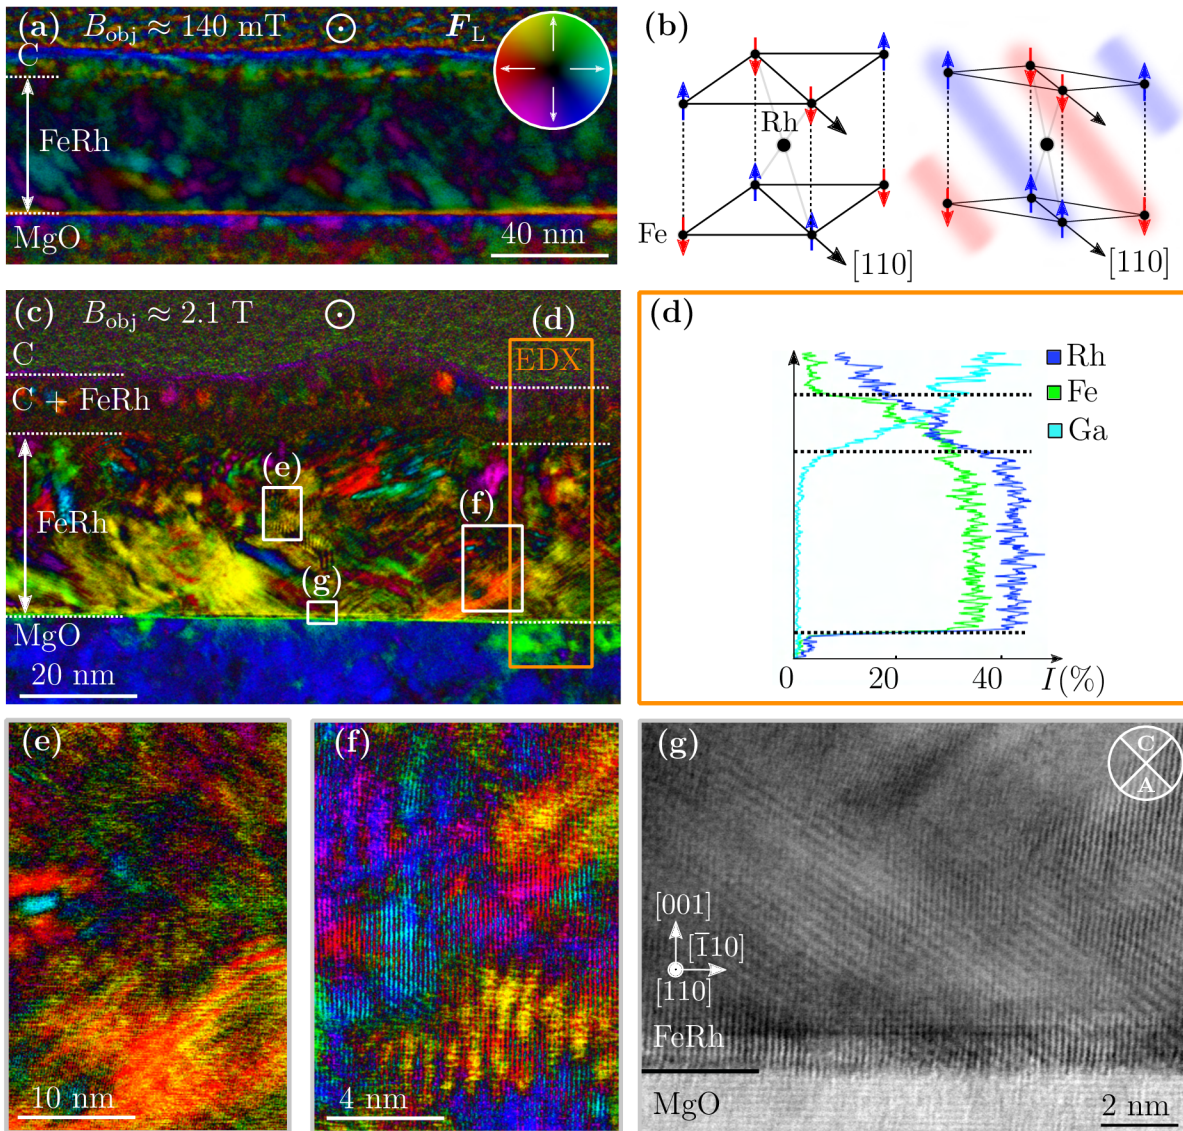 (a) B_obj ≈ 140 mT ⊙ F_L
C
FeRh
MgO
40 nm
(b)
Rh
Fe
[110]
[110]
(c) B_obj ≈ 2.1 T ⊙
(d)
EDX
C
C + FeRh
(e)
(f)
FeRh
(g)
MgO
20 nm
(d)
Rh
Fe
Ga
0 20 40 I(%)
(e)
10 nm
(f)
4 nm
(g)
C
A
[001]
[1̅10]
[110]
FeRh
MgO
2 nm